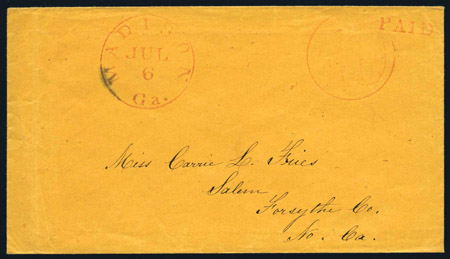 MADISON
JUL
6
Ga.
PAID
Miss Carrie L. Fries
Salem
Forsythe Co.
No. Ca.